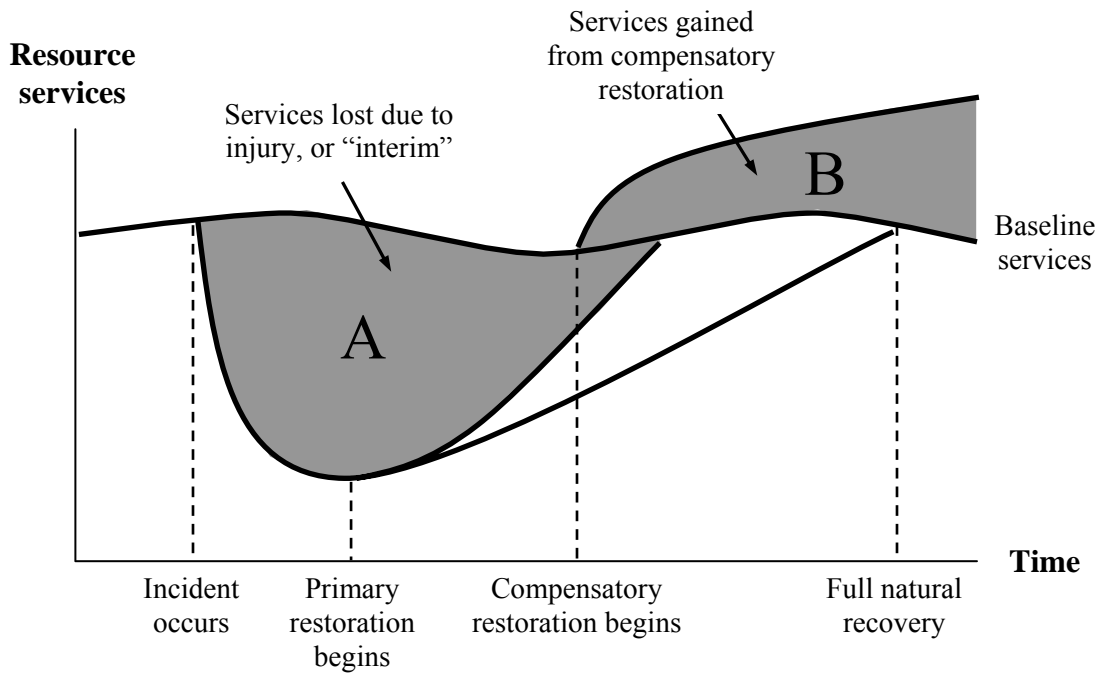 Resource
services
Services lost due to
injury, or “interim”
Services gained
from compensatory
restoration
A
B
Baseline
services
Time
Incident
occurs
Primary
restoration
begins
Compensatory
restoration begins
Full natural
recovery